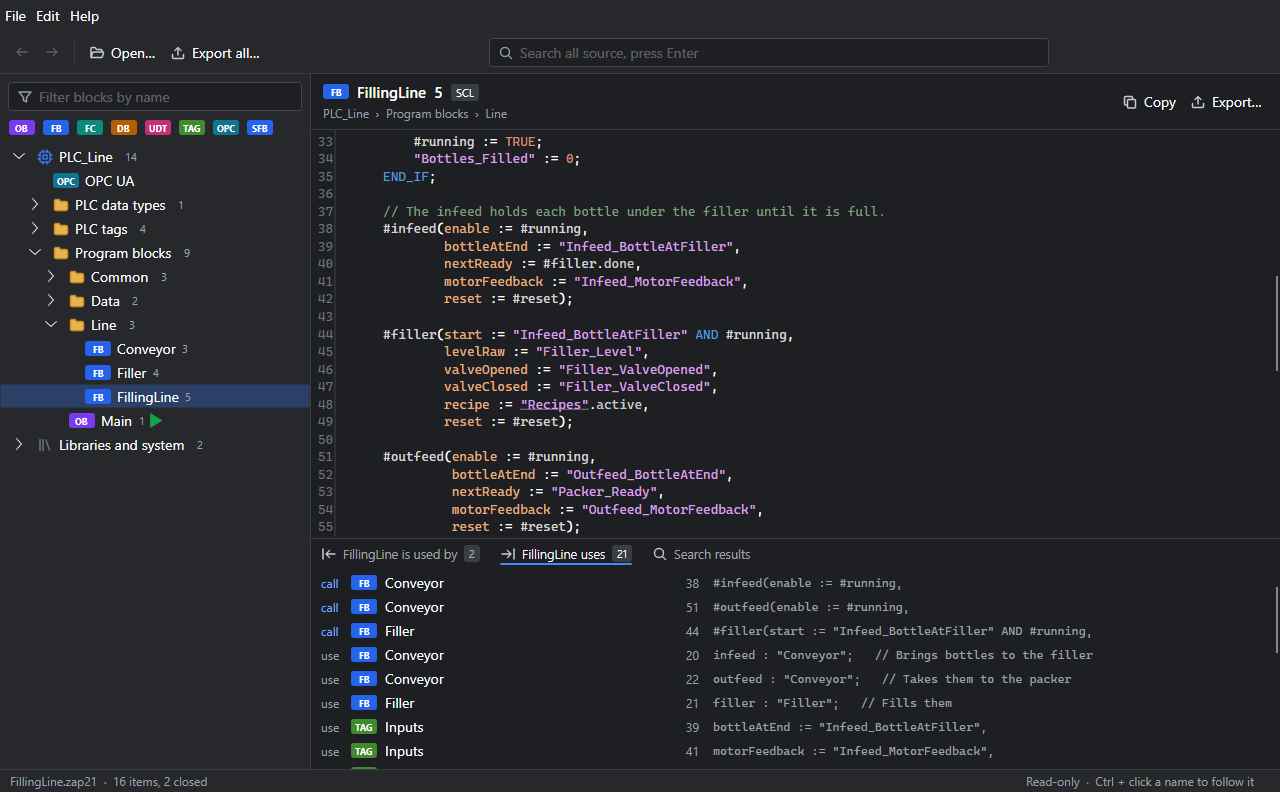 File Edit Help
Open... Export all... Search all source, press Enter
Filter blocks by name
OB FB FC DB UDT TAG OPC SFB
PLC_Line 14
OPC OPC UA
PLC data types 1
PLC tags 4
Program blocks 9
Common 3
Data 2
Line 3
FB Conveyor 3
FB Filler 4
FB FillingLine 5
OB Main 1
Libraries and system 2
FB FillingLine 5 SCL
PLC_Line › Program blocks › Line
Copy Export...
33 #running := TRUE;
34 "Bottles_Filled" := 0;
35 END_IF;
36
37 // The infeed holds each bottle under the filler until it is full.
38 #infeed(enable := #running,
39 bottleAtEnd := "Infeed_BottleAtFiller",
40 nextReady := #filler.done,
41 motorFeedback := "Infeed_MotorFeedback",
42 reset := #reset);
43
44 #filler(start := "Infeed_BottleAtFiller" AND #running,
45 levelRaw := "Filler_Level",
46 valveOpened := "Filler_ValveOpened",
47 valveClosed := "Filler_ValveClosed",
48 recipe := "Recipes".active,
49 reset := #reset);
50
51 #outfeed(enable := #running,
52 bottleAtEnd := "Outfeed_BottleAtEnd",
53 nextReady := "Packer_Ready",
54 motorFeedback := "Outfeed_MotorFeedback",
55 reset := #reset);
FillingLine is used by 2 FillingLine uses 21 Search results
call FB Conveyor 38 #infeed(enable := #running,
call FB Conveyor 51 #outfeed(enable := #running,
call FB Filler 44 #filler(start := "Infeed_BottleAtFiller" AND #running,
use FB Conveyor 20 infeed : "Conveyor"; // Brings bottles to the filler
use FB Conveyor 22 outfeed : "Conveyor"; // Takes them to the packer
use FB Filler 21 filler : "Filler"; // Fills them
use TAG Inputs 39 bottleAtEnd := "Infeed_BottleAtFiller",
use TAG Inputs 41 motorFeedback := "Infeed_MotorFeedback",
FillingLine.zap21 · 16 items, 2 closed
Read-only · Ctrl + click a name to follow it